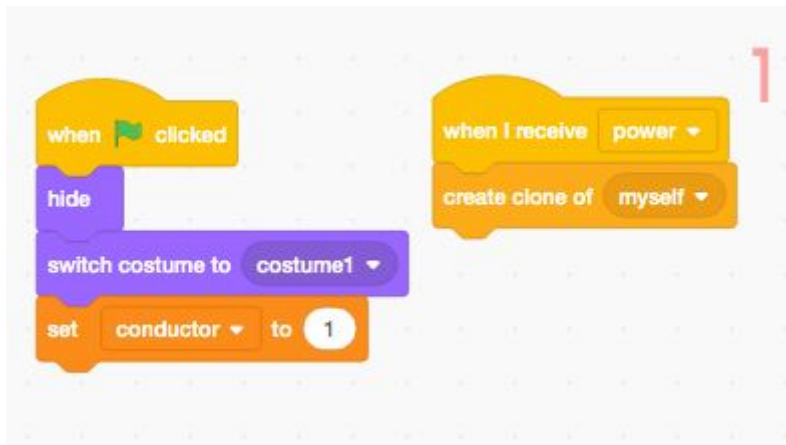 when clicked
hide
switch costume to costume1
set conductor to 1
when I receive power
create clone of myself
1